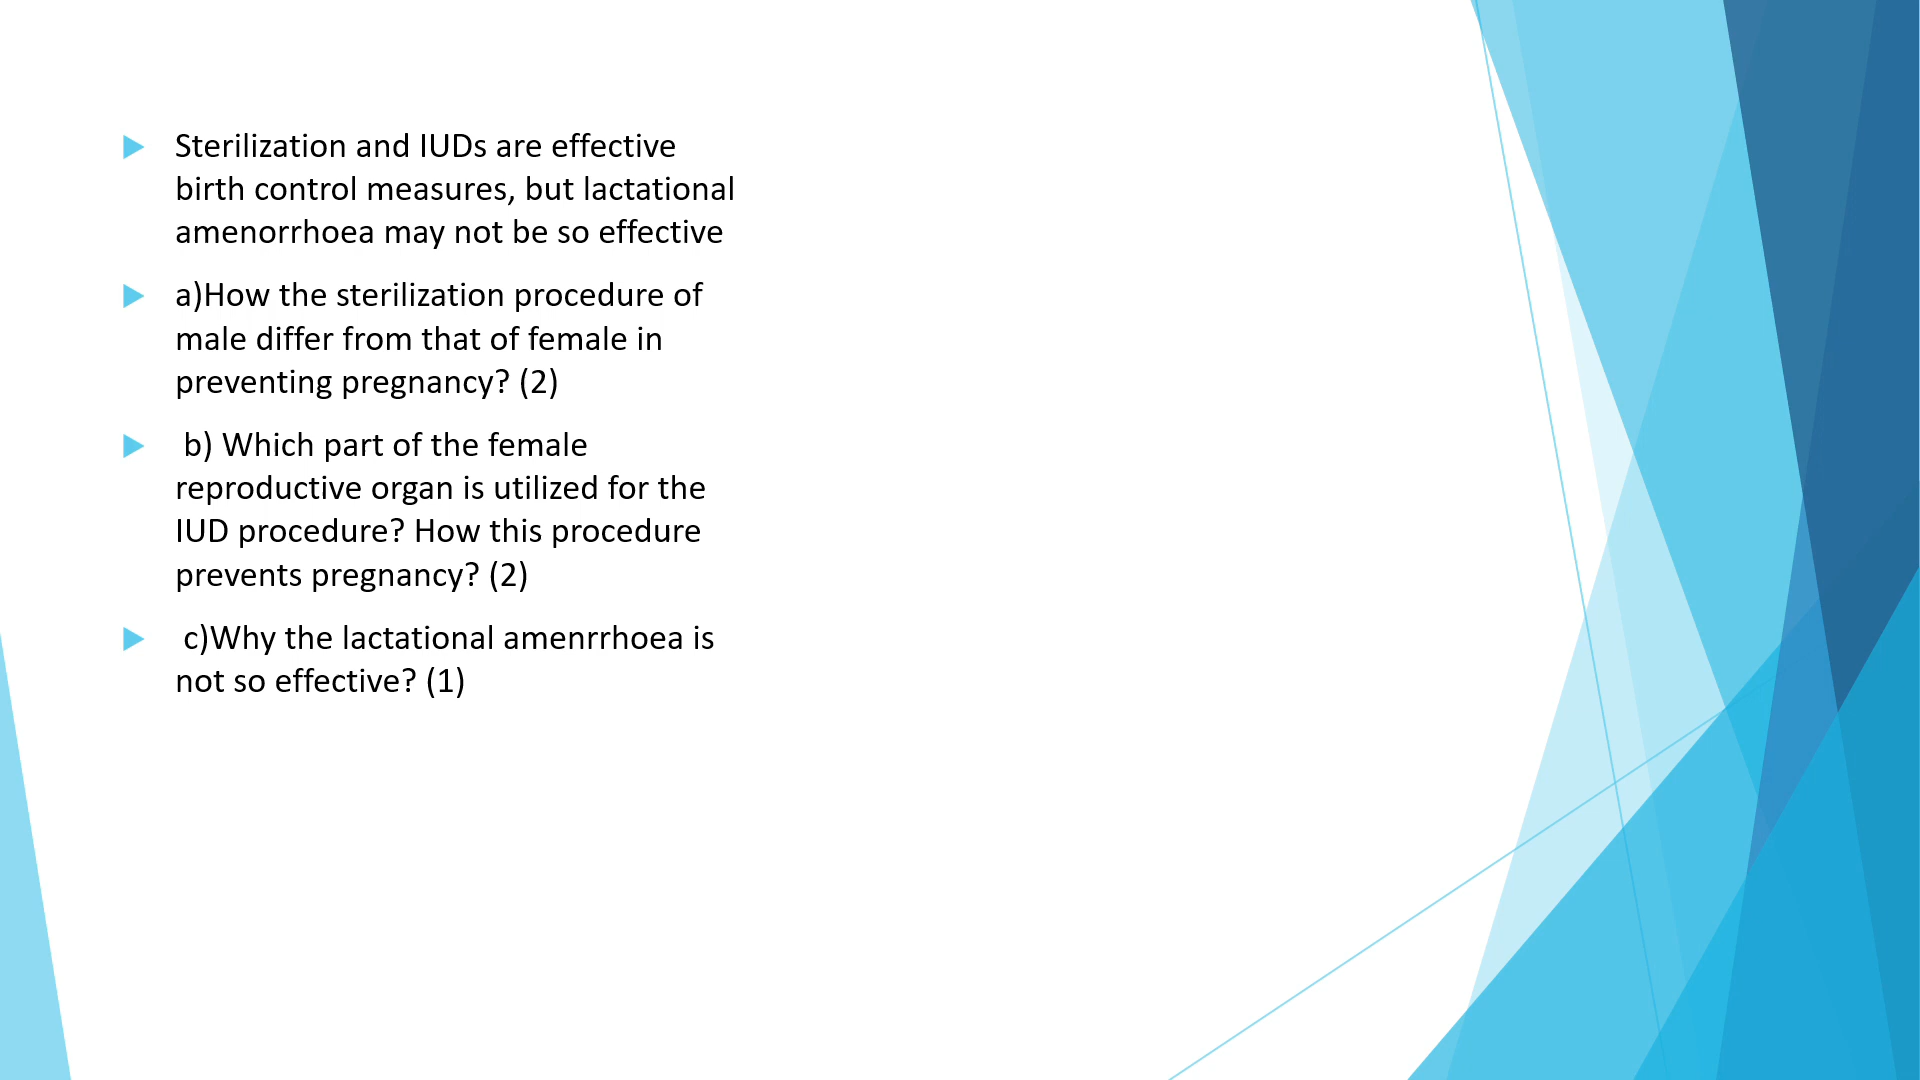 Sterilization and IUDs are effective
birth control measures, but lactational
amenorrhoea may not be so effective
a)How the sterilization procedure of
male differ from that of female in
preventing pregnancy? (2)
b) Which part of the female
reproductive organ is utilized for the
IUD procedure? How this procedure
prevents pregnancy? (2)
c)Why the lactational amenrrhoea is
not so effective? (1)